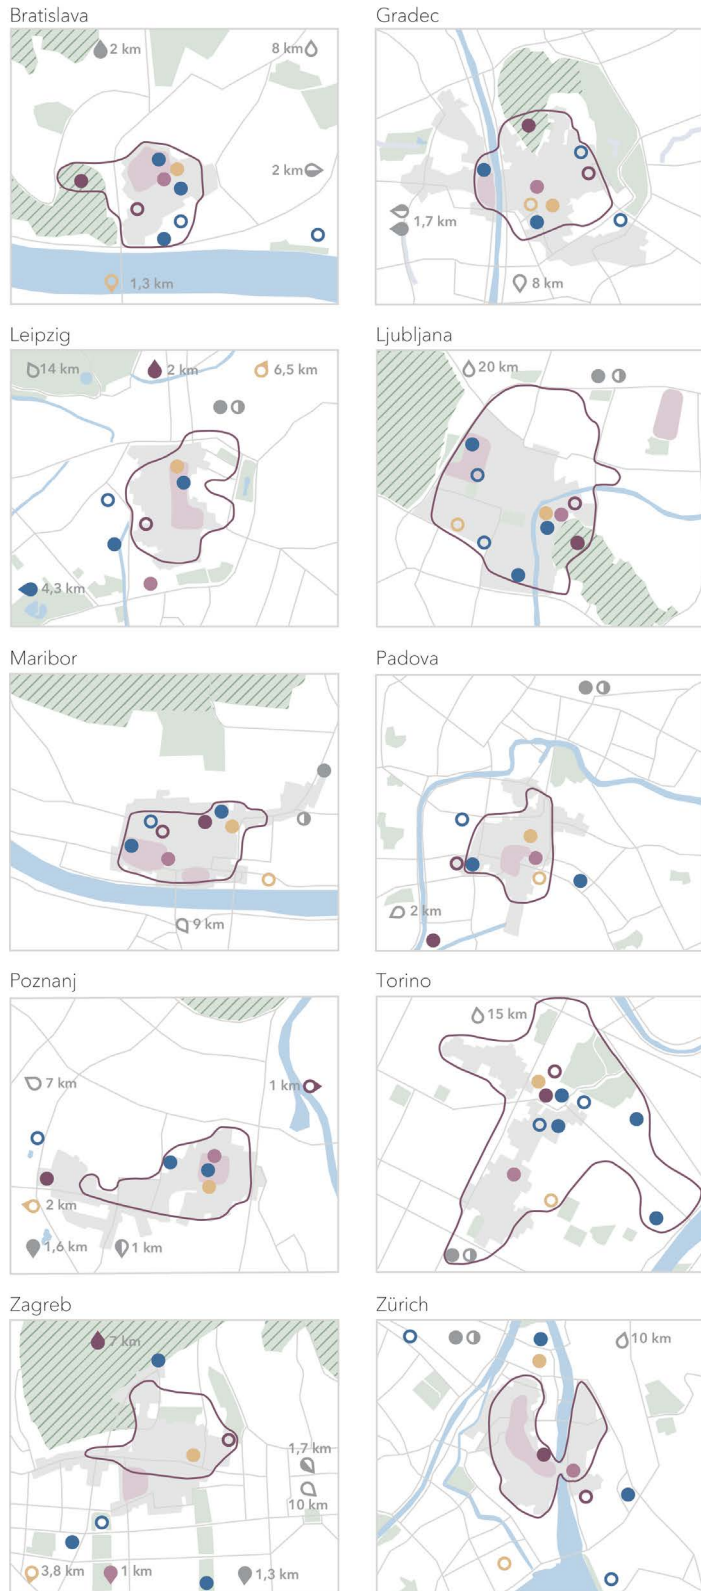 Bratislava
Gradec
2 km
8 km
2 km
1,7 km
1,3 km
8 km
Leipzig
Ljubljana
14 km
2 km
6,5 km
20 km
4,3 km
Maribor
Padova
9 km
2 km
Poznanj
Torino
15 km
7 km
1 km
2 km
1,6 km
1 km
Zagreb
Zürich
7 km
10 km
1,7 km
10 km
3,8 km
1 km
1,3 km